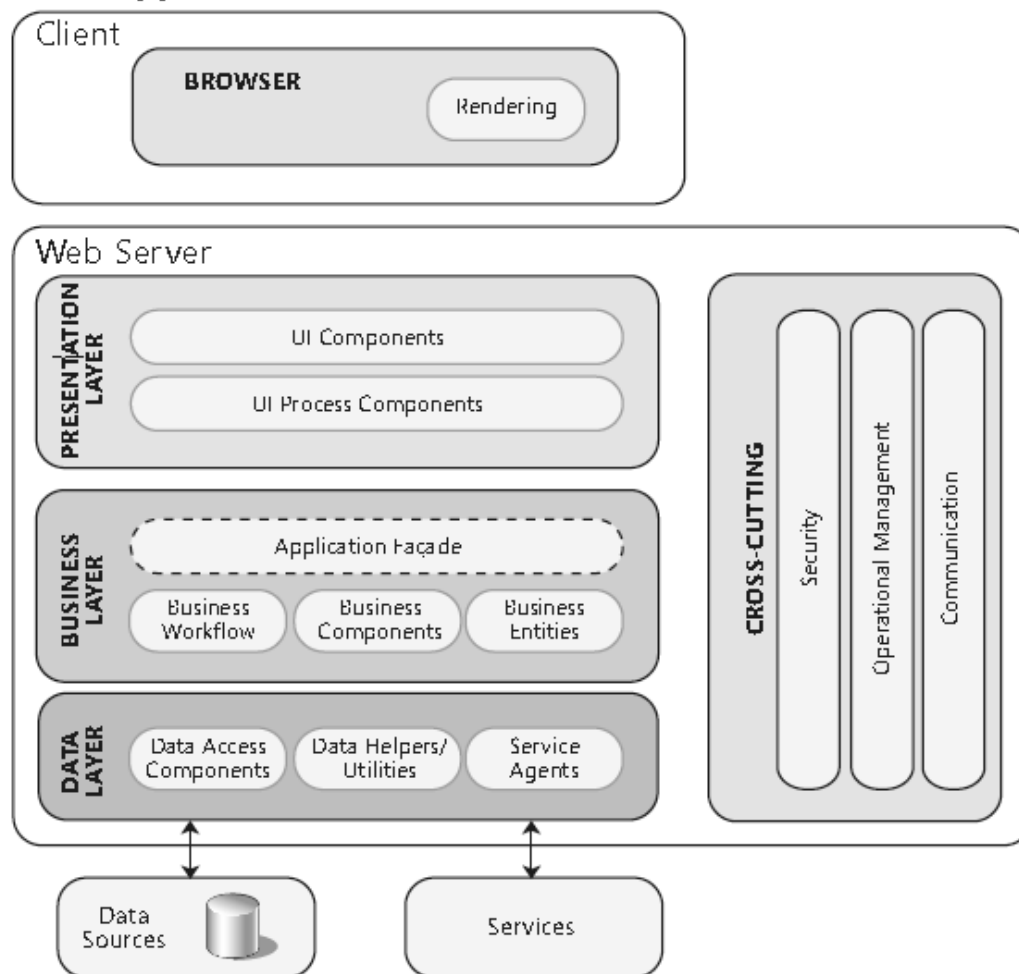 Client
BROWSER
Rendering
Web Server
PRESENTATION
LAYER
UI Components
UI Process Components
BUSINESS
LAYER
Application Façade
Business
Workflow
Business
Components
Business
Entities
DATA
LAYER
Data Access
Components
Data Helpers/
Utilities
Service
Agents
CROSS-CUTTING
Security
Operational Management
Communication
Data
Sources
Services